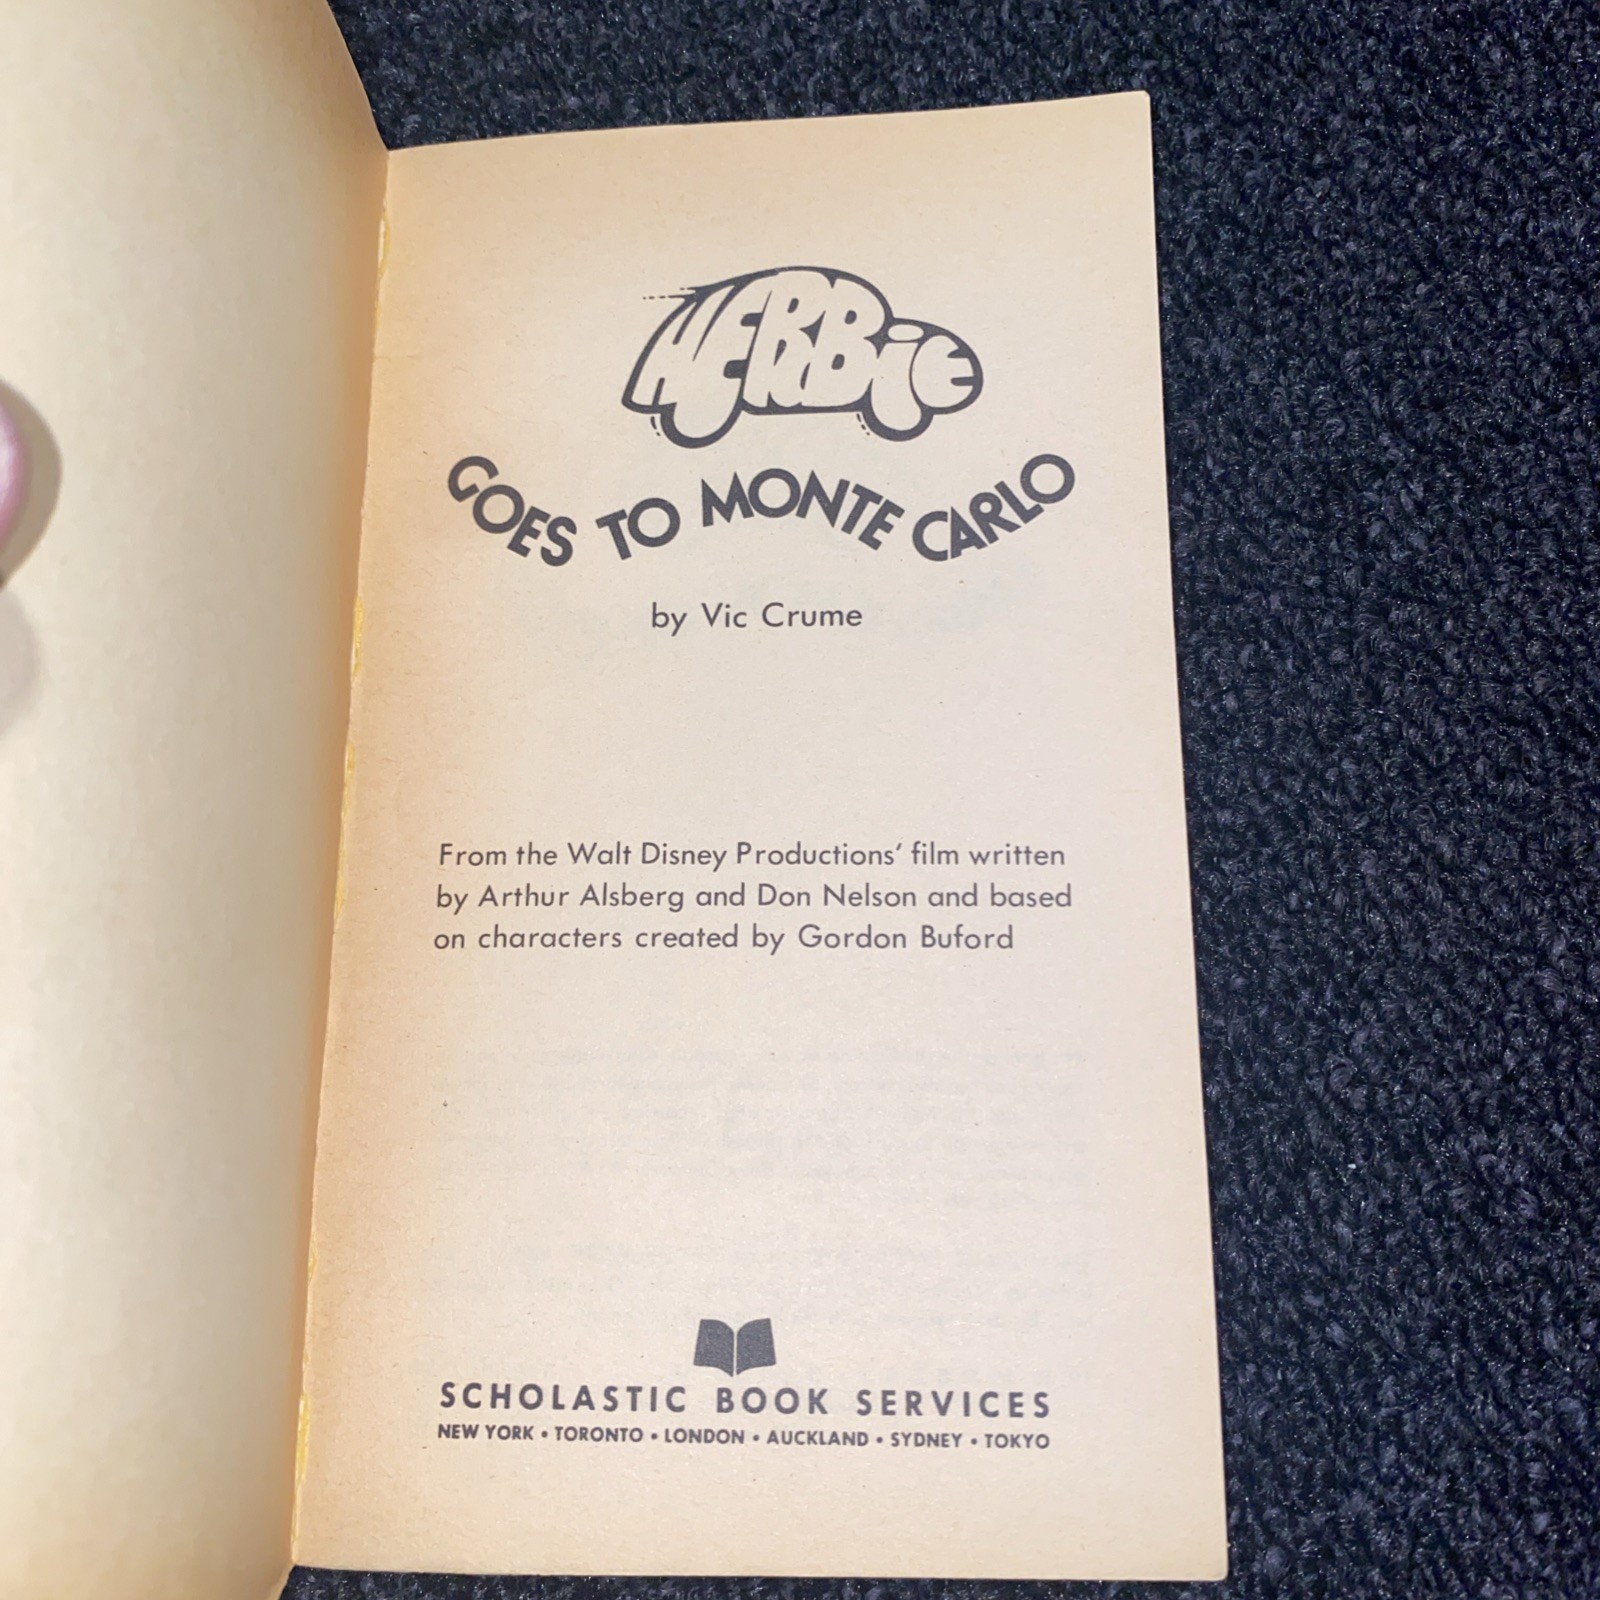 HERBiE
GOES TO MONTE CARLO
by Vic Crume
From the Walt Disney Productions' film written
by Arthur Alsberg and Don Nelson and based
on characters created by Gordon Buford
SCHOLASTIC BOOK SERVICES
NEW YORK • TORONTO • LONDON • AUCKLAND • SYDNEY • TOKYO